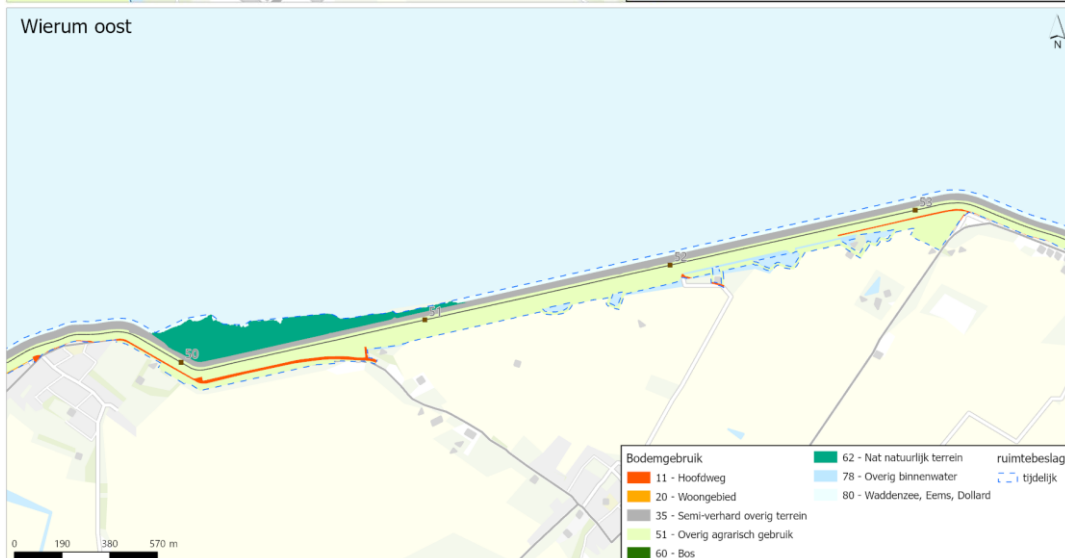 Wierum oost
N
53
52
51
50
Bodemgebruik
11 - Hoofdweg
20 - Woongebied
35 - Semi-verhard overig terrein
51 - Overig agrarisch gebruik
60 - Bos
62 - Nat natuurlijk terrein
78 - Overig binnenwater
80 - Waddenzee, Eems, Dollard
ruimtebeslag
tijdelijk
0 190 380 570 m